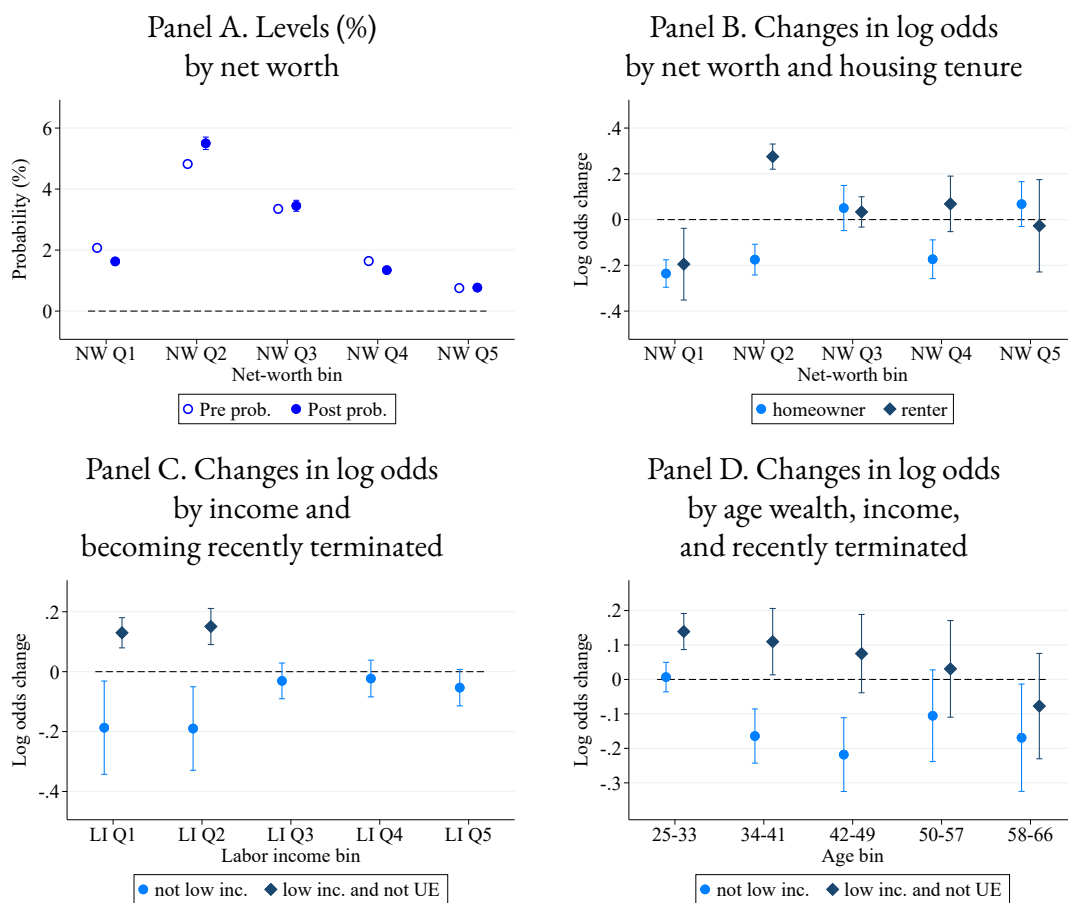 Panel A. Levels (%)
by net worth
Probability (%)
6
4
2
0
NW Q1 NW Q2 NW Q3 NW Q4 NW Q5
Net-worth bin
Pre prob. Post prob.
Panel B. Changes in log odds
by net worth and housing tenure
Log odds change
.4
.2
0
-.2
-.4
NW Q1 NW Q2 NW Q3 NW Q4 NW Q5
Net-worth bin
homeowner renter
Panel C. Changes in log odds
by income and
becoming recently terminated
Log odds change
.2
0
-.2
-.4
LI Q1 LI Q2 LI Q3 LI Q4 LI Q5
Labor income bin
not low inc. low inc. and not UE
Panel D. Changes in log odds
by age wealth, income,
and recently terminated
Log odds change
.2
.1
0
-.1
-.2
-.3
25-33 34-41 42-49 50-57 58-66
Age bin
not low inc. low inc. and not UE